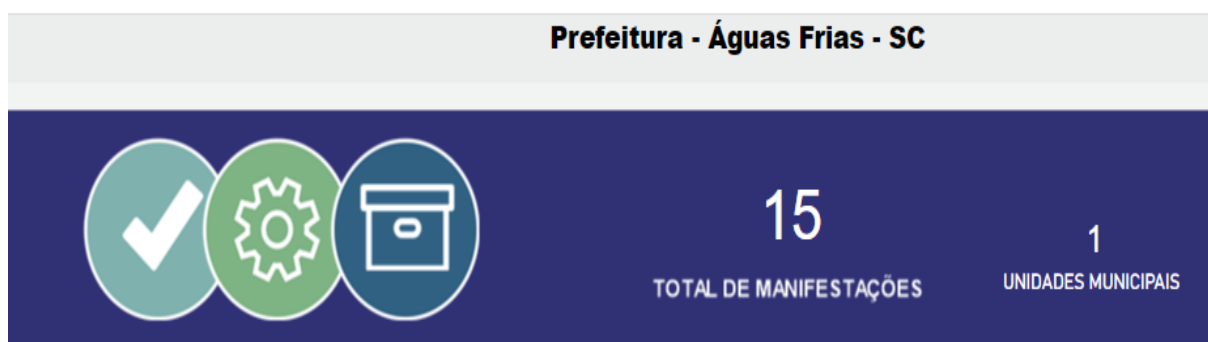 Prefeitura - Águas Frias - SC
15
TOTAL DE MANIFESTAÇÕES
1
UNIDADES MUNICIPAIS